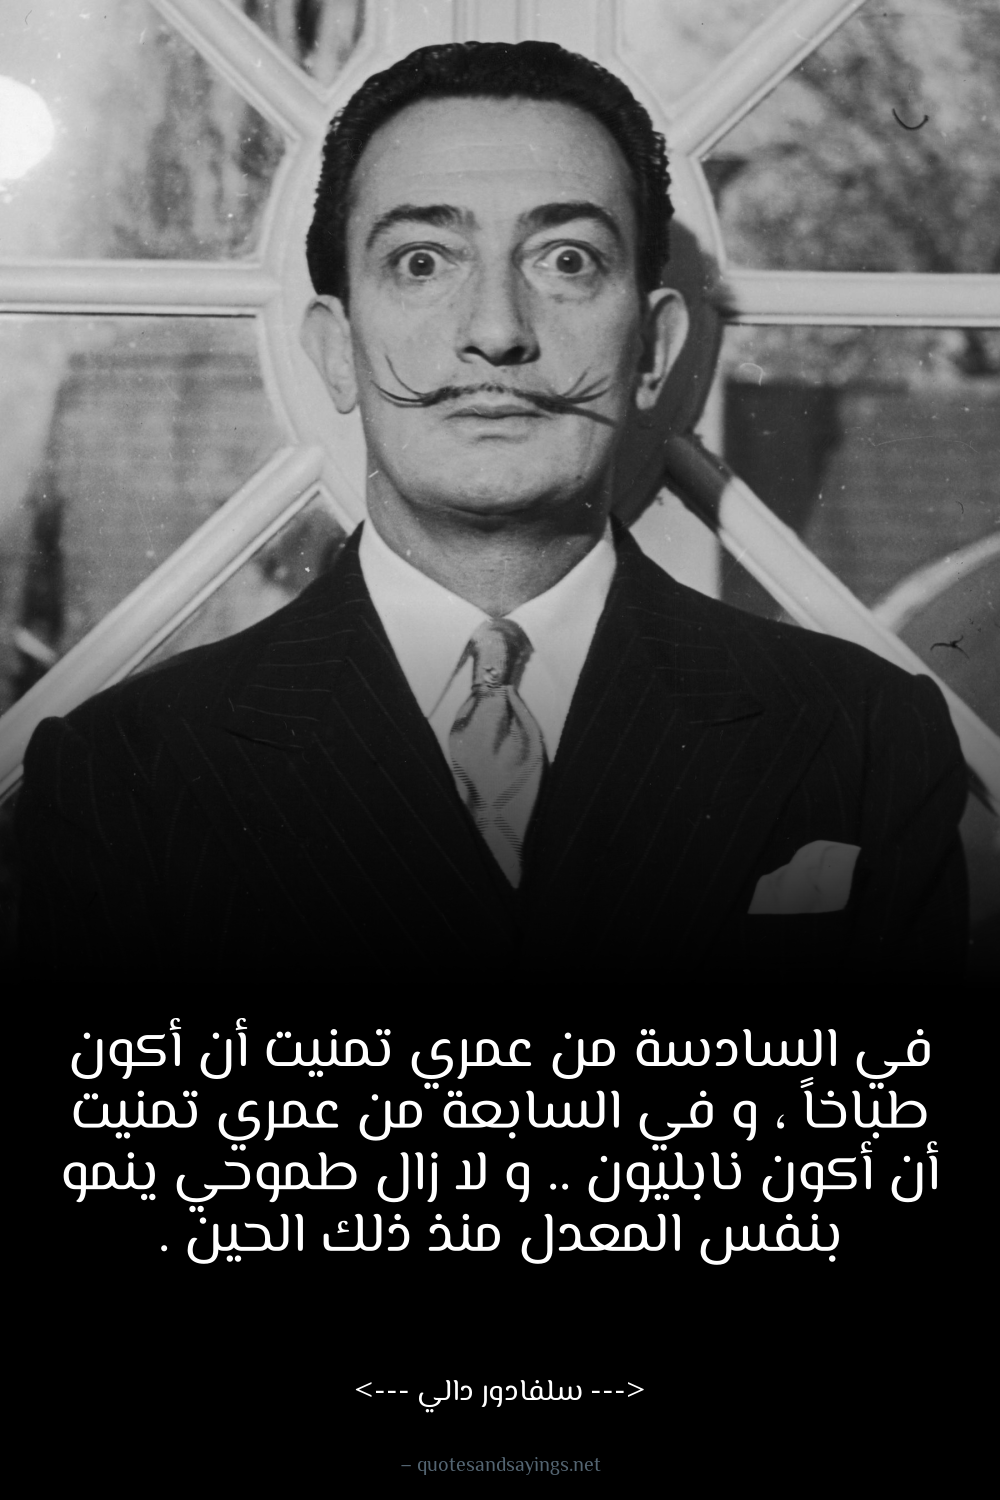 في السادسة من عمري تمنيت أن أكون
طباخاً ، و في السابعة من عمري تمنيت
أن أكون نابليون .. و لا زال طموحي ينمو
بنفس المعدل منذ ذلك الحين .
<--- سلفادور دالي --->
– quotesandsayings.net